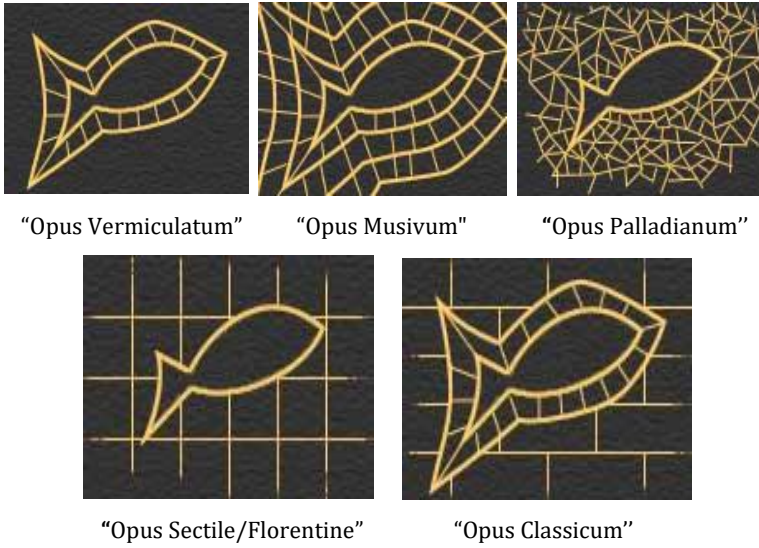 “Opus Vermiculatum”
“Opus Musivum"
“Opus Palladianum’’
“Opus Sectile/Florentine”
“Opus Classicum’’